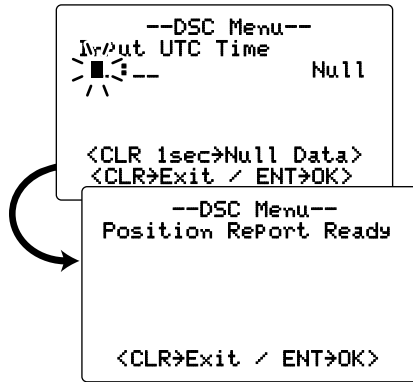 --DSC Menu--
Input UTC Time
:__ Null
<CLR 1sec→Null Data>
<CLR→Exit / ENT→OK>
--DSC Menu--
Position RePort Ready
<CLR→Exit / ENT→OK>